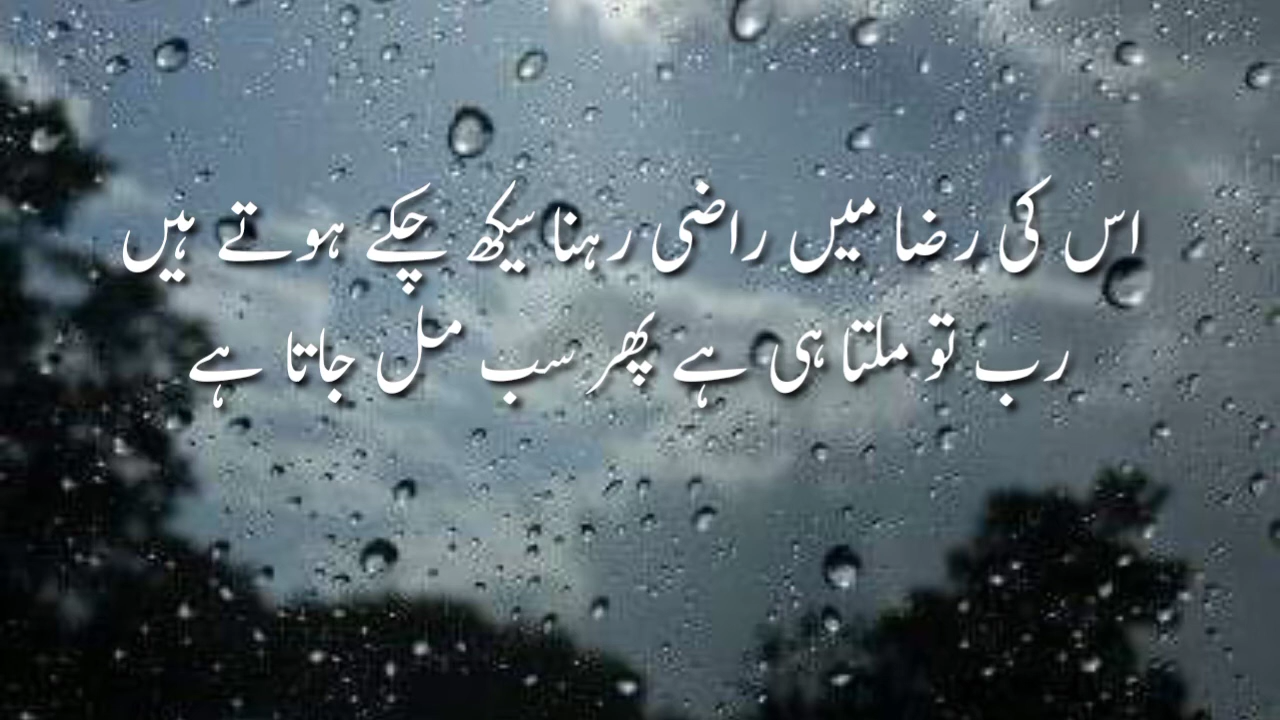 اس کی رضا میں راضی رہنا سیکھ چکے ہوتے ہیں
رب تو ملتا ہی ہے پھر سب مل جاتا ہے